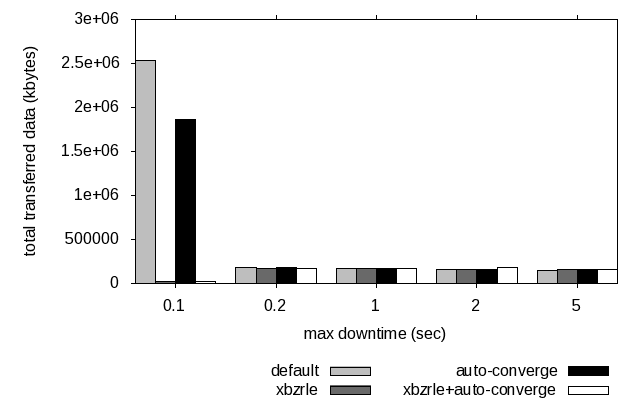 3e+06
2.5e+06
2e+06
1.5e+06
1e+06
500000
0
total transferred data (kbytes)
0.1 0.2 1 2 5
max downtime (sec)
default auto-converge
xbzrle xbzrle+auto-converge